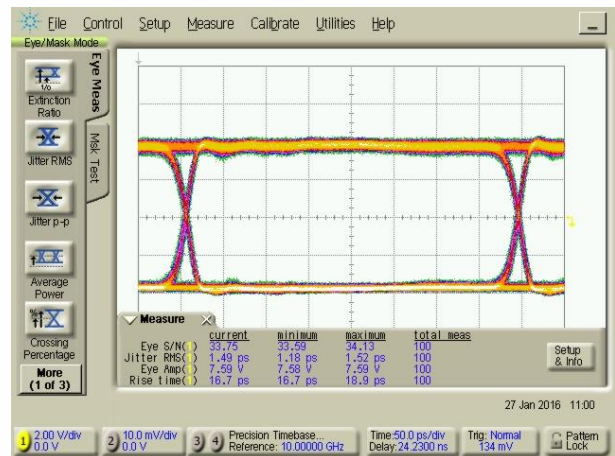 File Control Setup Measure Calibrate Utilities Help
Eye/Mask Mode
Eye Meas
Msk Test
Extinction
Ratio
Jitter RMS
Jitter p-p
Average
Power
Crossing
Percentage
More
(1 of 3)
Measure
current minimum maximum total meas
Eye S/N(1) 33.75 33.59 34.13 100
Jitter RMS(1) 1.49 ps 1.18 ps 1.52 ps 100
Eye Amp(1) 7.59 V 7.58 V 7.59 V 100
Rise time(1) 16.7 ps 16.7 ps 18.9 ps 100
Setup
& Info
27 Jan 2016 11:00
1 2.00 V/div
0.0 V
2 10.0 mV/div
0.0 V
3 4 Precision Timebase...
Reference: 10.00000 GHz
Time:50.0 ps/div
Delay:24.2300 ns
Trig: Normal
134 mV
Pattern
Lock